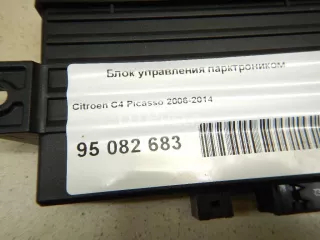 Блок управления парктроником
Citroen C4 Picasso 2006-2014
95 082 683